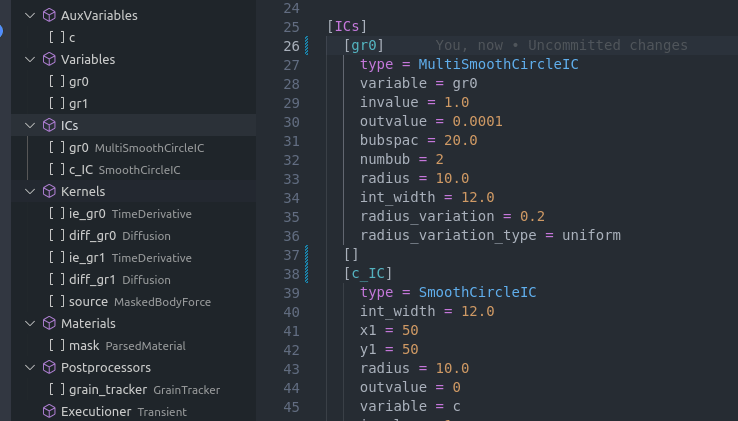 AuxVariables
[ ] c
Variables
[ ] gr0
[ ] gr1
ICs
[ ] gr0 MultiSmoothCircleIC
[ ] c_IC SmoothCircleIC
Kernels
[ ] ie_gr0 TimeDerivative
[ ] diff_gr0 Diffusion
[ ] ie_gr1 TimeDerivative
[ ] diff_gr1 Diffusion
[ ] source MaskedBodyForce
Materials
[ ] mask ParsedMaterial
Postprocessors
[ ] grain_tracker GrainTracker
Executioner Transient
24
25 [ICs]
26 [gr0] You, now • Uncommitted changes
27 type = MultiSmoothCircleIC
28 variable = gr0
29 invalue = 1.0
30 outvalue = 0.0001
31 bubspac = 20.0
32 numbub = 2
33 radius = 10.0
34 int_width = 12.0
35 radius_variation = 0.2
36 radius_variation_type = uniform
37 []
38 [c_IC]
39 type = SmoothCircleIC
40 int_width = 12.0
41 x1 = 50
42 y1 = 50
43 radius = 10.0
44 outvalue = 0
45 variable = c